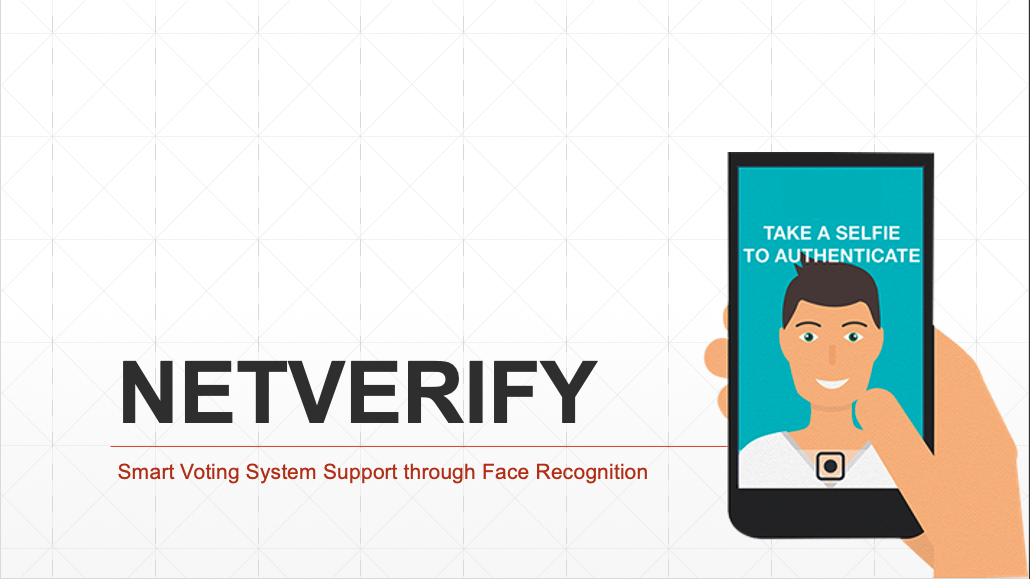 TAKE A SELFIE
TO AUTHENTICATE
NETVERIFY
Smart Voting System Support through Face Recognition